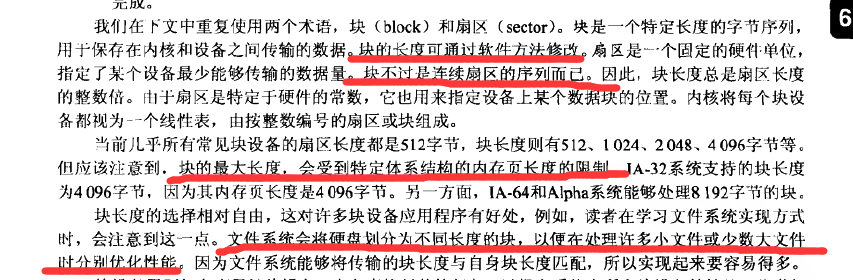 完成。
6
我们在下文中重复使用两个术语，块（block）和扇区（sector）。块是一个特定长度的字节序列，
用于保存在内核和设备之间传输的数据。块的长度可通过软件方法修改。扇区是一个固定的硬件单位，
指定了某个设备最少能够传输的数据量。块不过是连续扇区的序列而已。因此，块长度总是扇区长度
的整数倍。由于扇区是特定于硬件的常数，它也用来指定设备上某个数据块的位置。内核将每个块设
备都视为一个线性表，由按整数编号的扇区或块组成。
当前几乎所有常见块设备的扇区长度都是512字节，块长度则有512、1 024、2 048、4 096字节等。
但应该注意到，块的最大长度，会受到特定体系结构的内存页长度的限制。IA-32系统支持的块长度
为4 096字节，因为其内存页长度是4 096字节。另一方面，IA-64和Alpha系统能够处理8 192字节的块。
块长度的选择相对自由，这对许多块设备应用程序有好处，例如，读者在学习文件系统实现方式
时，会注意到这一点。文件系统会将硬盘划分为不同长度的块，以便在处理许多小文件或少数大文件
时分别优化性能。因为文件系统能够将传输的块长度与自身块长度匹配，所以实现起来要容易得多。